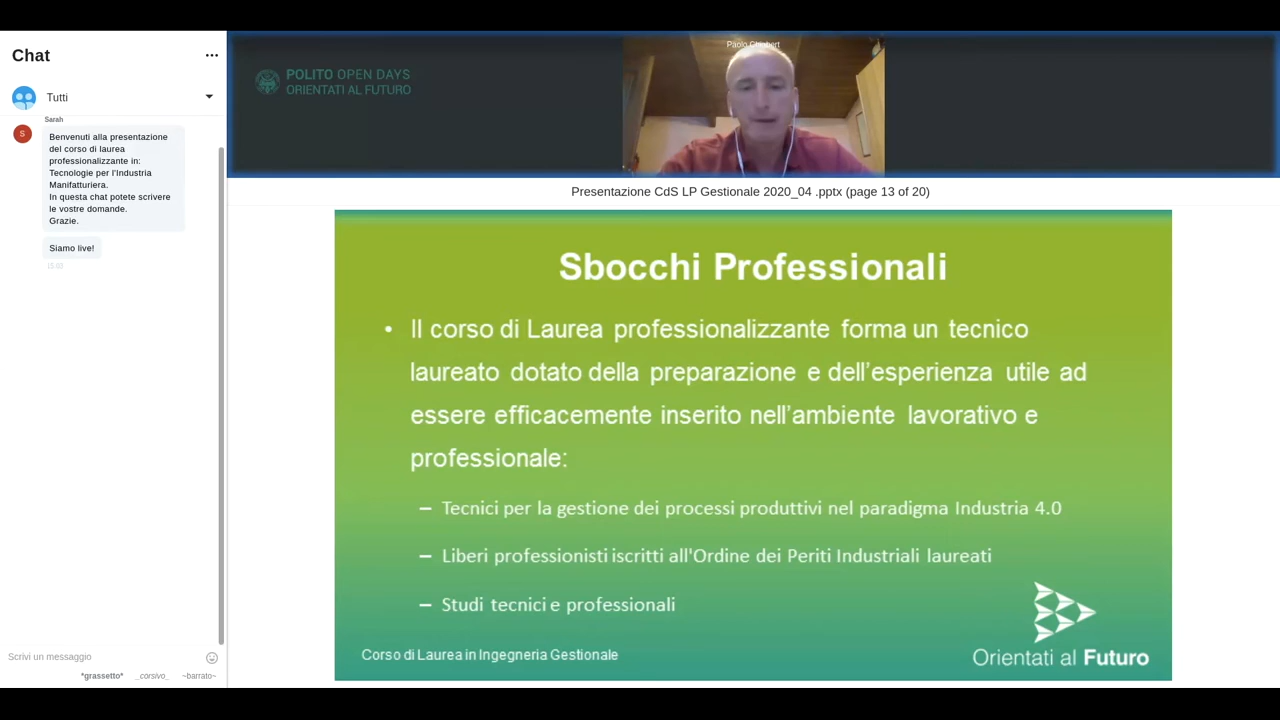 Chat
Tutti
Sarah
S
Benvenuti alla presentazione
del corso di laurea
professionalizzante in:
Tecnologie per l'Industria
Manifatturiera.
In questa chat potete scrivere
le vostre domande.
Grazie.
Siamo live!
15:03
Scrivi un messaggio
*grassetto* _corsivo_ ~barrato~
POLITO OPEN DAYS
ORIENTATI AL FUTURO
Paolo
Presentazione CdS LP Gestionale 2020_04 .pptx (page 13 of 20)
Sbocchi Professionali
• Il corso di Laurea professionalizzante forma un tecnico
laureato dotato della preparazione e dell'esperienza utile ad
essere efficacemente inserito nell'ambiente lavorativo e
professionale:
– Tecnici per la gestione dei processi produttivi nel paradigma Industria 4.0
– Liberi professionisti iscritti all'Ordine dei Periti Industriali laureati
– Studi tecnici e professionali
Corso di Laurea in Ingegneria Gestionale
Orientati al Futuro